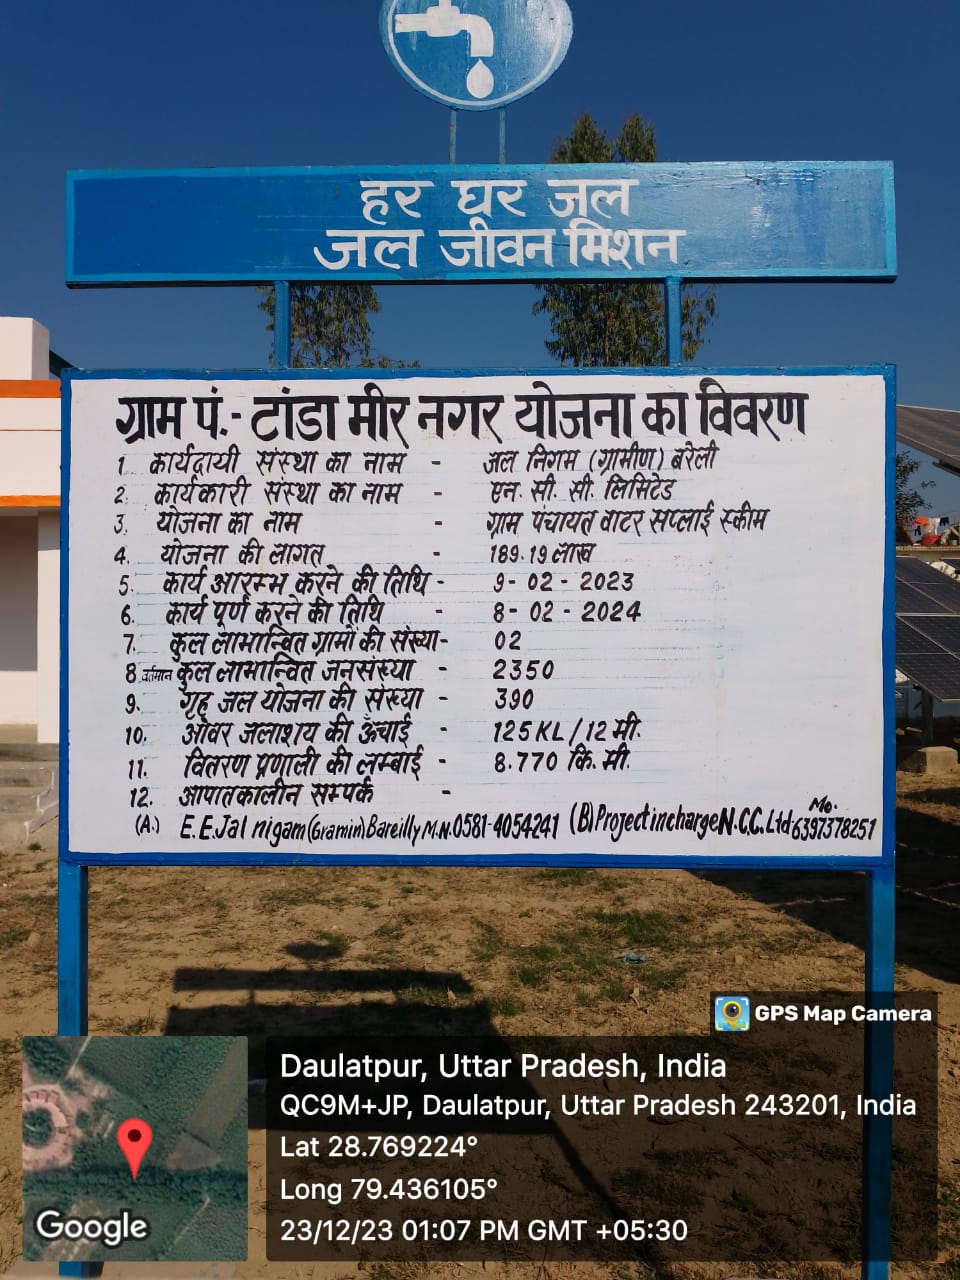 हर घर जल
जल जीवन मिशन
ग्राम पं.- टांडा मीर नगर योजना का विवरण
1. कार्यदायी संस्था का नाम - जल निगम (ग्रामीण) बरेली
2. कार्यकारी संस्था का नाम - एन. सी. सी. लिमिटेड
3. योजना का नाम - ग्राम पंचायत वाटर सप्लाई स्कीम
4. योजना की लागत - 189.19 लाख
5. कार्य आरम्भ करने की तिथि - 9-02-2023
6. कार्य पूर्ण करने की तिथि - 8-02-2024
7. कुल लाभान्वित ग्रामों की संख्या- 02
8. वर्तमान कुल लाभान्वित जनसंख्या - 2350
9. गृह जल योजना की संख्या - 390
10. ओवर जलाशय की ऊँचाई - 125KL/12 मी.
11. वितरण प्रणाली की लम्बाई - 8.770 कि. मी.
12. आपातकालीन सम्पर्क -
(A.) E.E.Jal nigam(Gramin)Bareilly M.N.0581-4054241 (B)Project incharge N.C.C.Ltd Mo. 6397378251
GPS Map Camera
Daulatpur, Uttar Pradesh, India
QC9M+JP, Daulatpur, Uttar Pradesh 243201, India
Lat 28.769224°
Long 79.436105°
23/12/23 01:07 PM GMT +05:30
Google